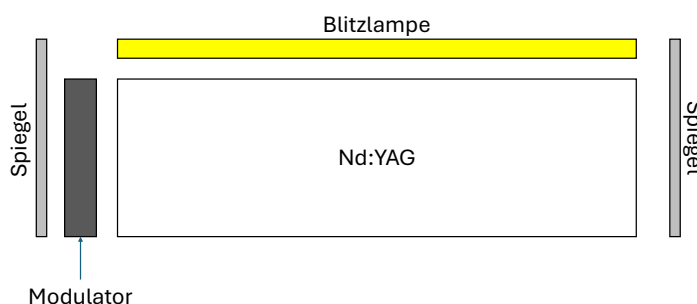 Blitzlampe
Spiegel
Nd:YAG
Spiegel
Modulator